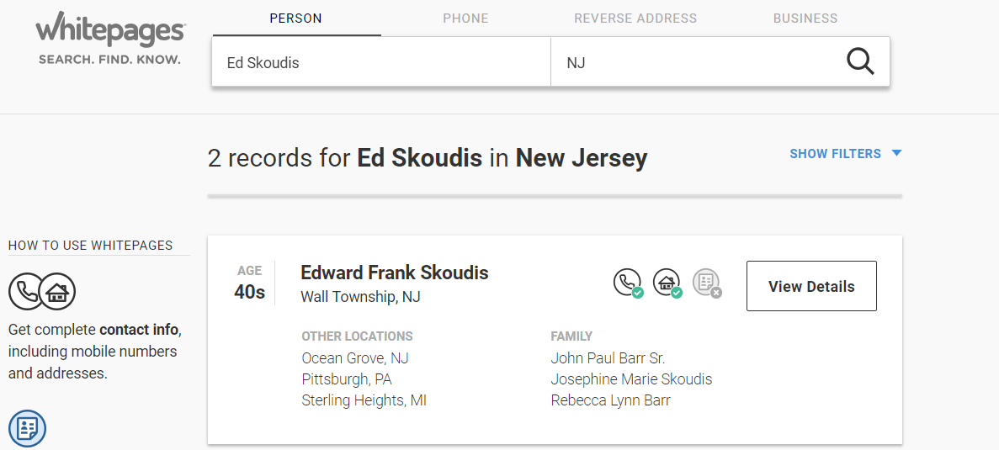 whitepages
SEARCH. FIND. KNOW.
PERSON PHONE REVERSE ADDRESS BUSINESS
Ed Skoudis NJ
2 records for Ed Skoudis in New Jersey
SHOW FILTERS
HOW TO USE WHITEPAGES
Get complete contact info,
including mobile numbers
and addresses.
AGE
40s
Edward Frank Skoudis
Wall Township, NJ
View Details
OTHER LOCATIONS
Ocean Grove, NJ
Pittsburgh, PA
Sterling Heights, MI
FAMILY
John Paul Barr Sr.
Josephine Marie Skoudis
Rebecca Lynn Barr